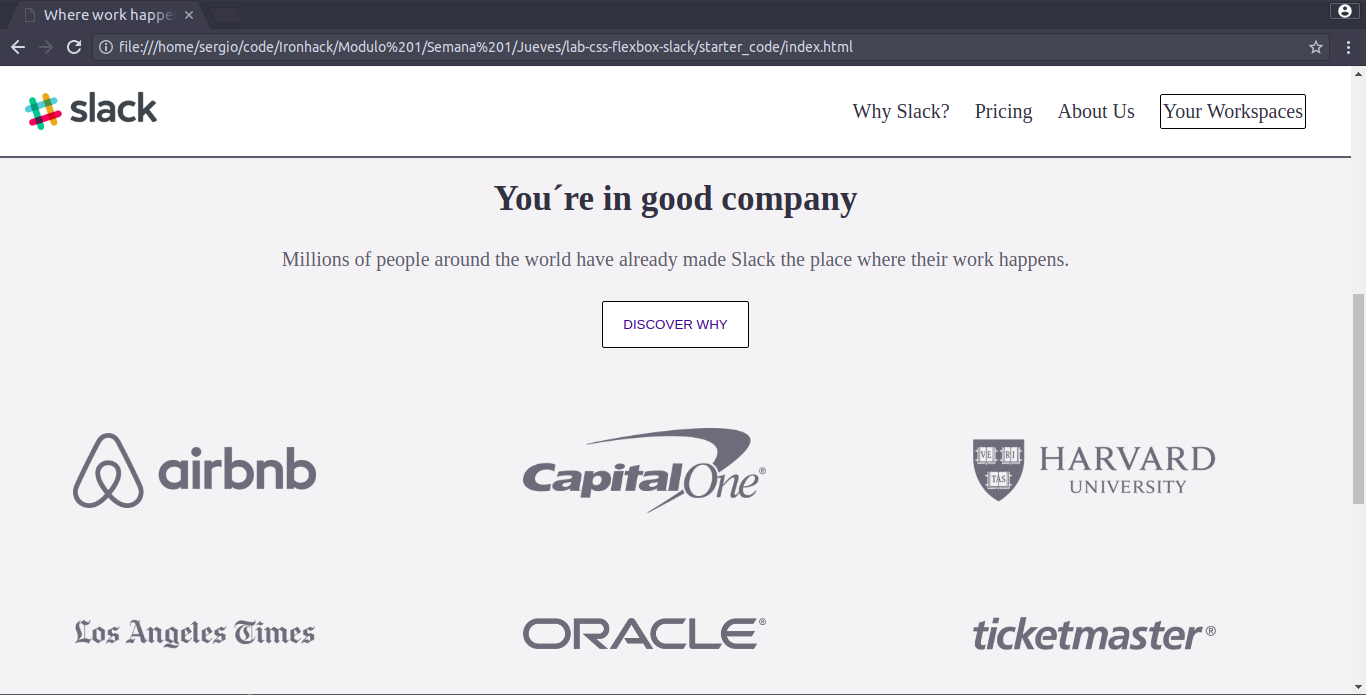 Where work happe
file:///home/sergio/code/Ironhack/Modulo%201/Semana%201/Jueves/lab-css-flexbox-slack/starter_code/index.html
slack
Why Slack? Pricing About Us Your Workspaces
You´re in good company
Millions of people around the world have already made Slack the place where their work happens.
DISCOVER WHY
airbnb
CapitalOne®
VE RI TAS
HARVARD
UNIVERSITY
Los Angeles Times
ORACLE®
ticketmaster®